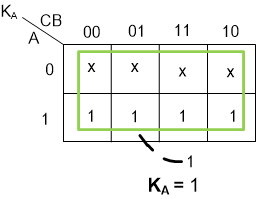 K_A CB
A 00 01 11 10
0 x x x x
1 1 1 1 1
1
K_A = 1